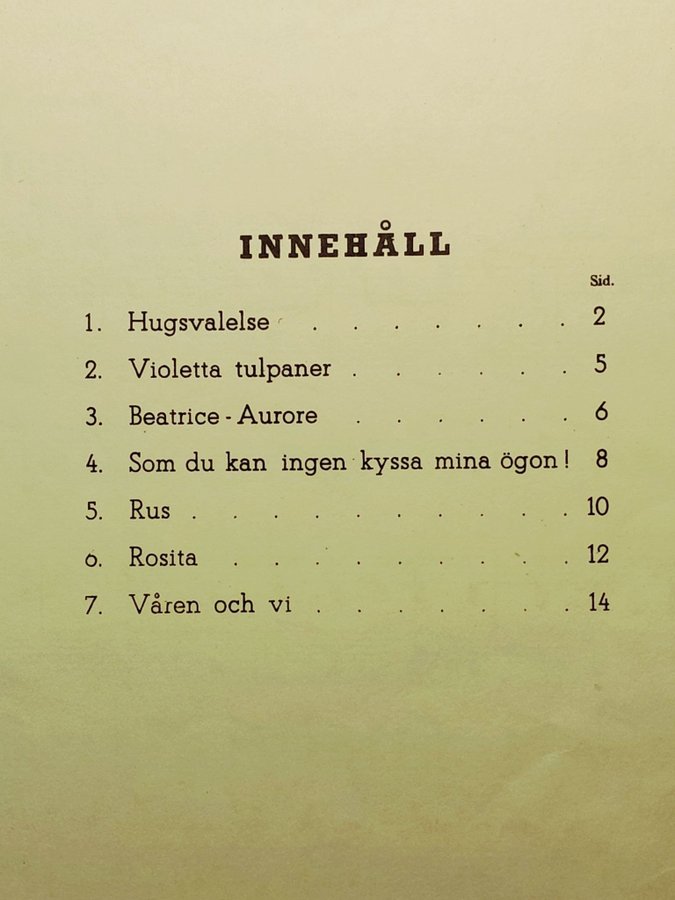 INNEHÅLL
Sid.
1. Hugsvalelse . . . . . . . 2
2. Violetta tulpaner . . . . . . 5
3. Beatrice - Aurore . . . . . . 6
4. Som du kan ingen kyssa mina ögon! 8
5. Rus . . . . . . . . . . 10
6. Rosita . . . . . . . . . 12
7. Våren och vi . . . . . . . 14